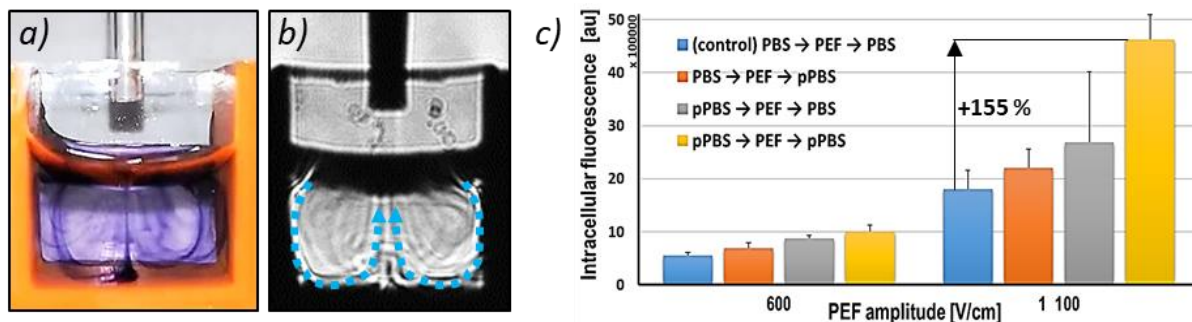 a)
b)
c)
Intracellular fluorescence [au]
x 100000
50
40
30
20
10
0
(control) PBS → PEF → PBS
PBS → PEF → pPBS
pPBS → PEF → PBS
pPBS → PEF → pPBS
+155 %
600
1 100
PEF amplitude [V/cm]